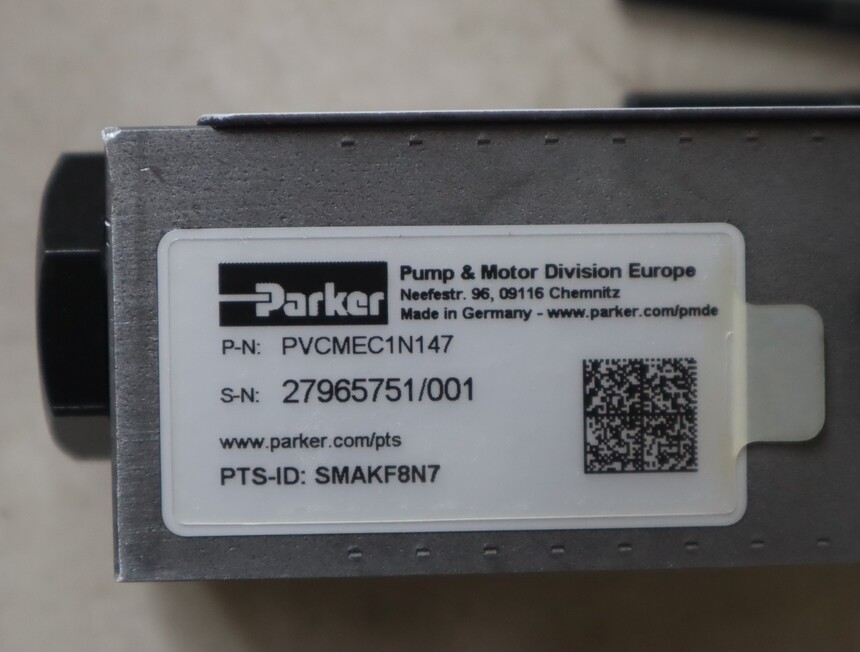 Parker
Pump & Motor Division Europe
Neefestr. 96, 09116 Chemnitz
Made in Germany - www.parker.com/pmde
P-N: PVCMEC1N147
S-N: 27965751/001
www.parker.com/pts
PTS-ID: SMAKF8N7